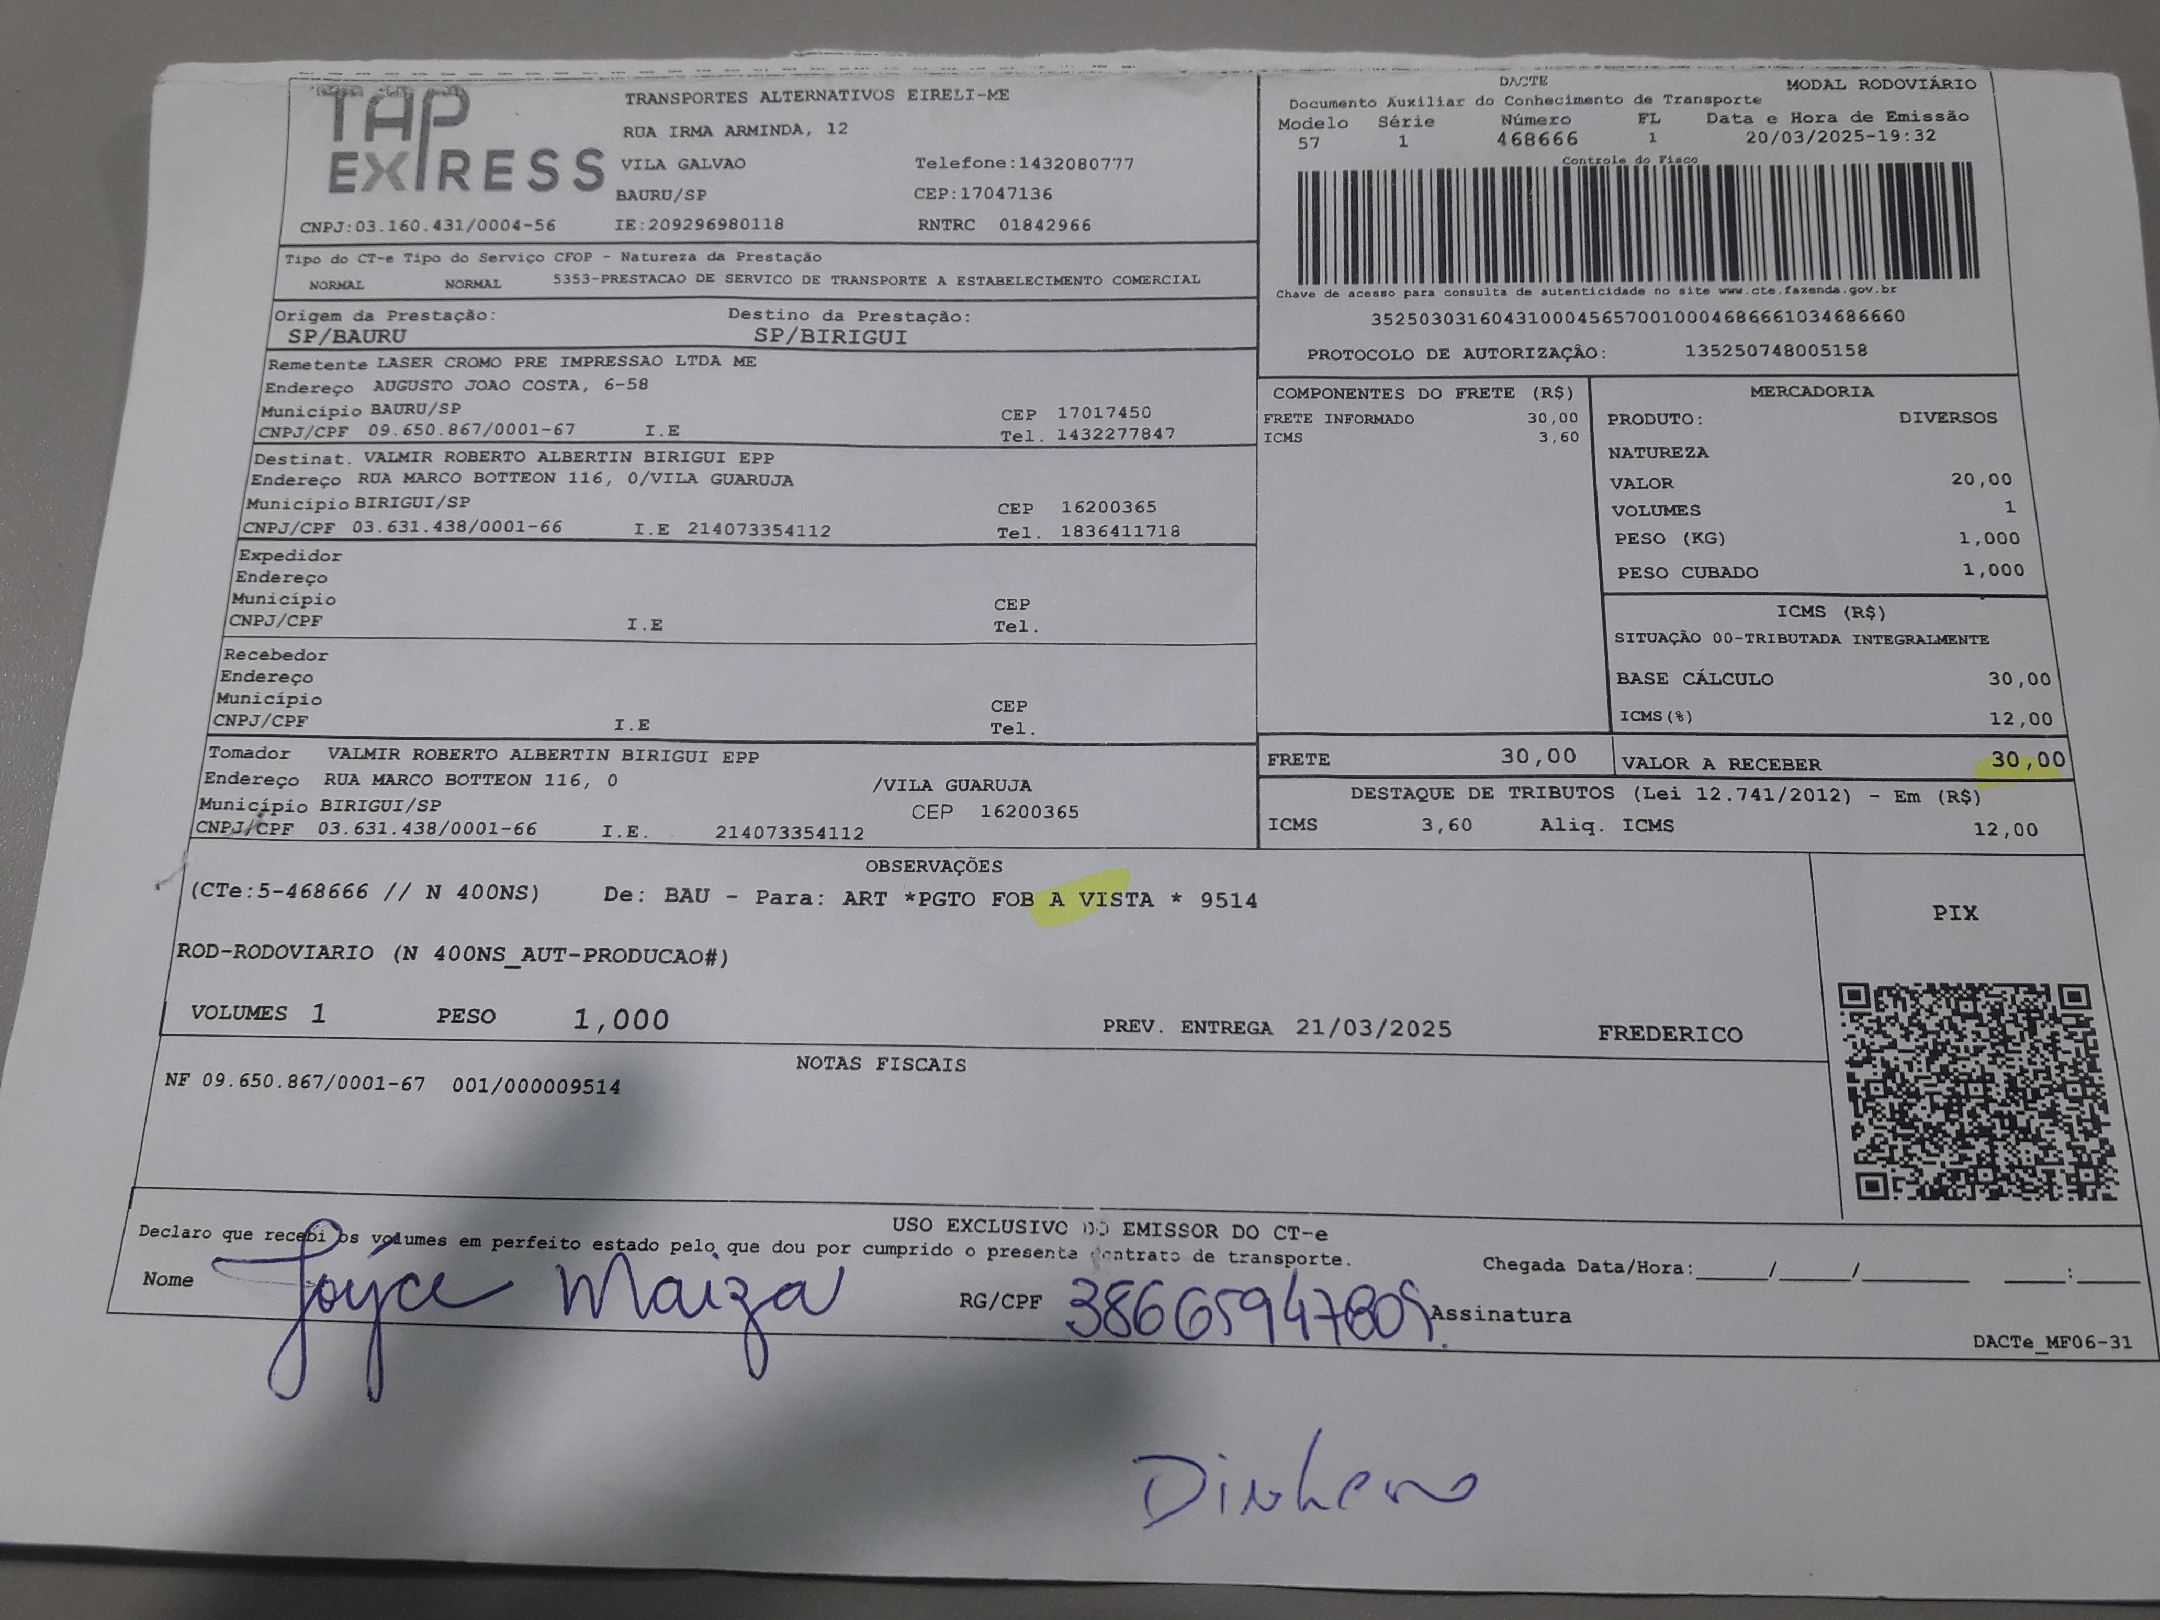 TAP EXPRESS
TRANSPORTES ALTERNATIVOS EIRELI-ME
RUA IRMA ARMINDA, 12
VILA GALVAO Telefone:1432080777
BAURU/SP CEP:17047136
CNPJ:03.160.431/0004-56 IE:209296980118 RNTRC 01842966
DACTE MODAL RODOVIÁRIO
Documento Auxiliar do Conhecimento de Transporte
Modelo Série Número FL Data e Hora de Emissão
57 1 468666 1 20/03/2025-19:32
Controle do Fisco
Chave de acesso para consulta de autenticidade no site www.cte.fazenda.gov.br
35250303160431000456570010004686661034686660
PROTOCOLO DE AUTORIZAÇÂO: 135250748005158
Tipo do CT-e Tipo do Serviço CFOP - Natureza da Prestação
NORMAL NORMAL 5353-PRESTACAO DE SERVICO DE TRANSPORTE A ESTABELECIMENTO COMERCIAL
Origem da Prestação: Destino da Prestação:
SP/BAURU SP/BIRIGUI
Remetente LASER CROMO PRE IMPRESSAO LTDA ME
Endereço AUGUSTO JOAO COSTA, 6-58
Município BAURU/SP CEP 17017450
CNPJ/CPF 09.650.867/0001-67 I.E Tel. 1432277847
Destinat. VALMIR ROBERTO ALBERTIN BIRIGUI EPP
Endereço RUA MARCO BOTTEON 116, 0/VILA GUARUJA
Município BIRIGUI/SP CEP 16200365
CNPJ/CPF 03.631.438/0001-66 I.E 214073354112 Tel. 1836411718
Expedidor
Endereço
Município CEP
CNPJ/CPF I.E Tel.
Recebedor
Endereço
Município CEP
CNPJ/CPF I.E Tel.
Tomador VALMIR ROBERTO ALBERTIN BIRIGUI EPP
Endereço RUA MARCO BOTTEON 116, 0 /VILA GUARUJA
Município BIRIGUI/SP CEP 16200365
CNPJ/CPF 03.631.438/0001-66 I.E. 214073354112
COMPONENTES DO FRETE (R$)
FRETE INFORMADO 30,00
ICMS 3,60
MERCADORIA
PRODUTO: DIVERSOS
NATUREZA
VALOR 20,00
VOLUMES 1
PESO (KG) 1,000
PESO CUBADO 1,000
ICMS (R$)
SITUAÇÃO 00-TRIBUTADA INTEGRALMENTE
BASE CÁLCULO 30,00
ICMS(%) 12,00
FRETE 30,00 VALOR A RECEBER 30,00
DESTAQUE DE TRIBUTOS (Lei 12.741/2012) - Em (R$)
ICMS 3,60 Aliq. ICMS 12,00
OBSERVAÇÕES
(CTe:5-468666 // N 400NS) De: BAU - Para: ART *PGTO FOB A VISTA * 9514
ROD-RODOVIARIO (N 400NS_AUT-PRODUCAO#)
VOLUMES 1 PESO 1,000 PREV. ENTREGA 21/03/2025 FREDERICO
PIX
NOTAS FISCAIS
NF 09.650.867/0001-67 001/000009514
USO EXCLUSIVO DO EMISSOR DO CT-e
Declaro que recebi os volumes em perfeito estado pelo que dou por cumprido o presente contrato de transporte.
Chegada Data/Hora:____/____/______ ___:___
Nome Joyce Maiza RG/CPF 38665947809 Assinatura
DACTe_MF06-31
Dinheiro